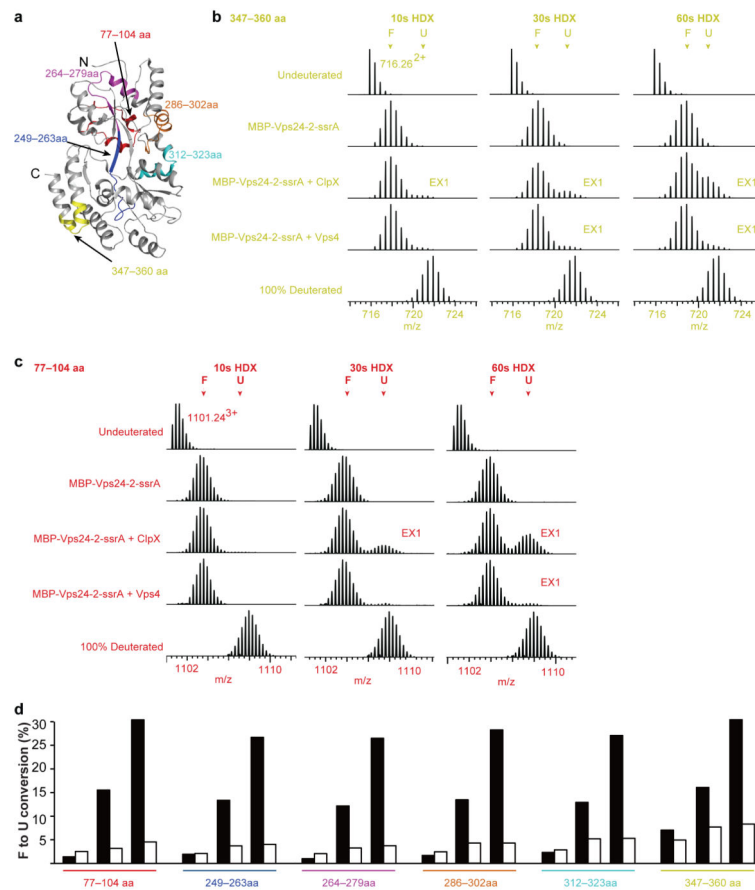 a
77–104 aa
N
264–279aa
286–302aa
249–263aa
312–323aa
C
347–360 aa
b
347–360 aa
10s HDX
30s HDX
60s HDX
F U
F U
F U
716.26²⁺
Undeuterated
MBP-Vps24-2-ssrA
MBP-Vps24-2-ssrA + ClpX
EX1
EX1
EX1
MBP-Vps24-2-ssrA + Vps4
EX1
EX1
100% Deuterated
716 720 724
716 720 724
716 720 724
m/z
m/z
m/z
c
77–104 aa
10s HDX
30s HDX
60s HDX
F U
F U
F U
1101.24³⁺
Undeuterated
MBP-Vps24-2-ssrA
MBP-Vps24-2-ssrA + ClpX
EX1
EX1
MBP-Vps24-2-ssrA + Vps4
EX1
100% Deuterated
1102 1110
1102 1110
1102 1110
m/z
m/z
m/z
d
F to U conversion (%)
30
25
20
15
10
5
77–104 aa
249–263aa
264–279aa
286–302aa
312–323aa
347–360 aa